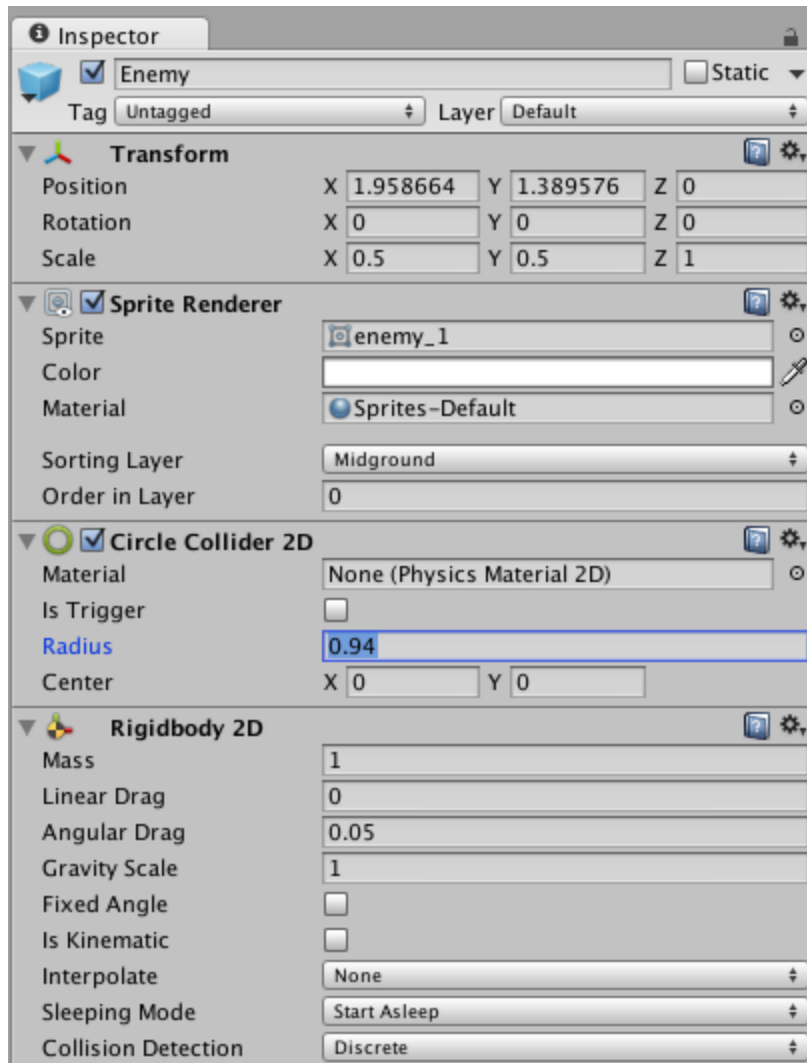 Inspector
Enemy Static
Tag Untagged Layer Default
Transform
Position X 1.958664 Y 1.389576 Z 0
Rotation X 0 Y 0 Z 0
Scale X 0.5 Y 0.5 Z 1
Sprite Renderer
Sprite enemy_1
Color
Material Sprites-Default
Sorting Layer Midground
Order in Layer 0
Circle Collider 2D
Material None (Physics Material 2D)
Is Trigger
Radius 0.94
Center X 0 Y 0
Rigidbody 2D
Mass 1
Linear Drag 0
Angular Drag 0.05
Gravity Scale 1
Fixed Angle
Is Kinematic
Interpolate None
Sleeping Mode Start Asleep
Collision Detection Discrete